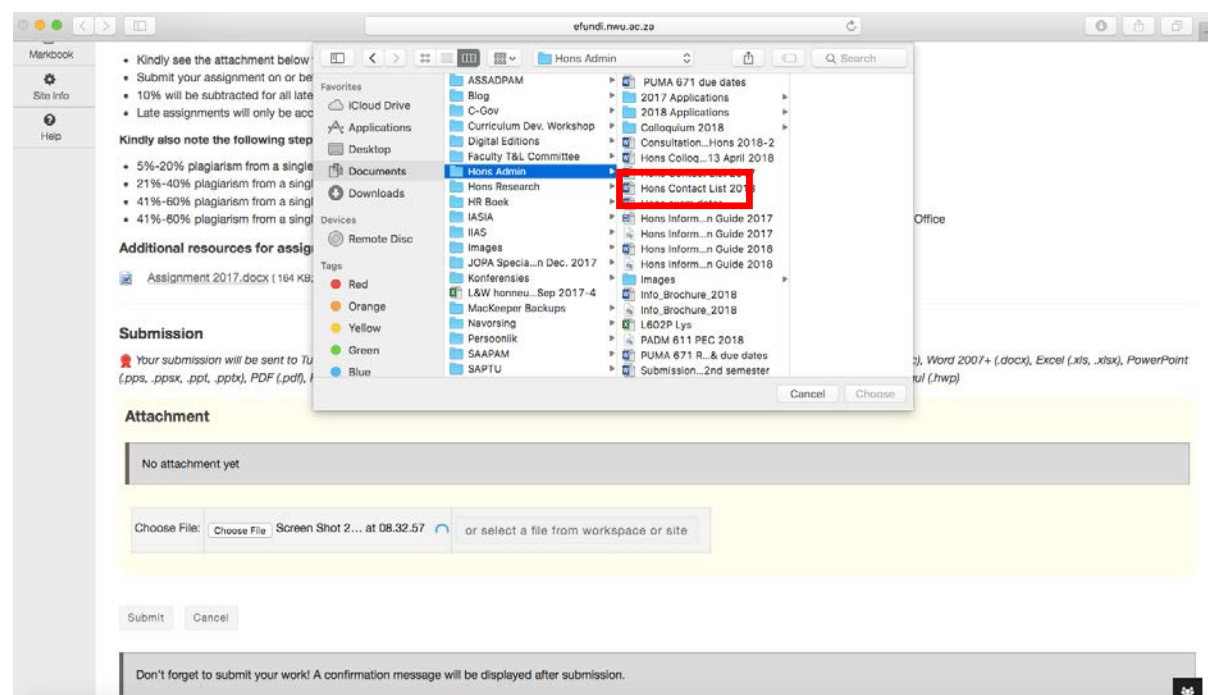 efundi.nwu.ac.za
Markbook
Site Info
Help
Kindly see the attachment below
Submit your assignment on or be
10% will be subtracted for all late
Late assignments will only be acc
Kindly also note the following step
5%-20% plagiarism from a single
21%-40% plagiarism from a singl
41%-60% plagiarism from a singl
41%-60% plagiarism from a singl
Office
Additional resources for assig
Assignment 2017.docx ( 164 KB;
Hons Admin
Search
Favorites
iCloud Drive
Applications
Desktop
Documents
Downloads
Devices
Remote Disc
Tags
Red
Orange
Yellow
Green
Blue
ASSADPAM
Blog
C-Gov
Curriculum Dev. Workshop
Digital Editions
Faculty T&L Committee
Hons Admin
Hons Research
HR Boek
IASIA
IIAS
Images
JOPA Specia...n Dec. 2017
Konferensies
L&W honneu...Sep 2017-4
MacKeeper Backups
Navorsing
Persoonlik
SAAPAM
SAPTU
PUMA 671 due dates
2017 Applications
2018 Applications
Colloquium 2018
Consultation...Hons 2018-2
Hons Colloq...13 April 2018
Hons Contact List 2018
Hons Inform...n Guide 2017
Hons Inform...n Guide 2017
Hons Inform...n Guide 2018
Hons Inform...n Guide 2018
Images
Info_Brochure_2018
Info_Brochure_2018
L602P Lys
PADM 611 PEC 2018
PUMA 671 R...& due dates
Submission...2nd semester
Cancel Choose
Submission
Your submission will be sent to Tu
), Word 2007+ (.docx), Excel (.xls, .xlsx), PowerPoint
(.pps, .ppsx, .ppt, .pptx), PDF (.pdf),
(.hwp)
Attachment
No attachment yet
Choose File: Choose File Screen Shot 2... at 08.32.57 or select a file from workspace or site
Submit Cancel
Don't forget to submit your work! A confirmation message will be displayed after submission.